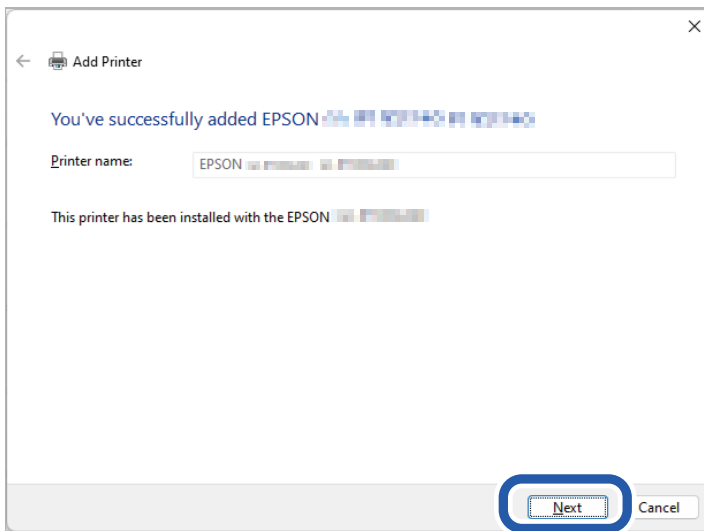 Add Printer
You've successfully added EPSON
Printer name:
EPSON
This printer has been installed with the EPSON
Next
Cancel